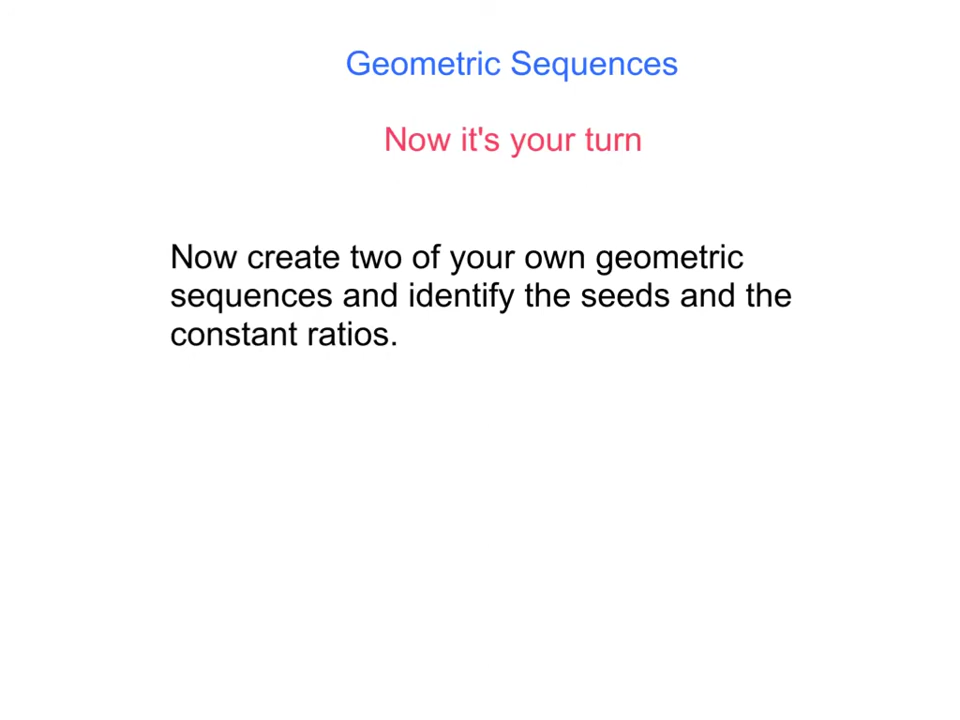 Geometric Sequences
Now it's your turn
Now create two of your own geometric
sequences and identify the seeds and the
constant ratios.